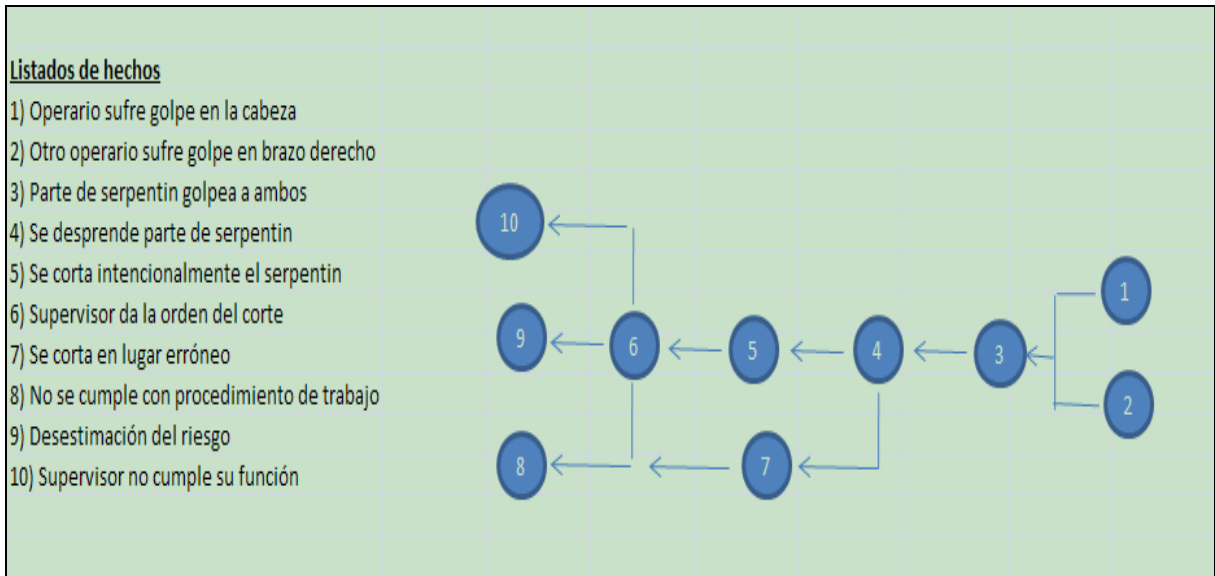 Listados de hechos
1) Operario sufre golpe en la cabeza
2) Otro operario sufre golpe en brazo derecho
3) Parte de serpentin golpea a ambos
4) Se desprende parte de serpentin
5) Se corta intencionalmente el serpentin
6) Supervisor da la orden del corte
7) Se corta en lugar erróneo
8) No se cumple con procedimiento de trabajo
9) Desestimación del riesgo
10) Supervisor no cumple su función
10
1
9
6
5
4
3
2
8
7